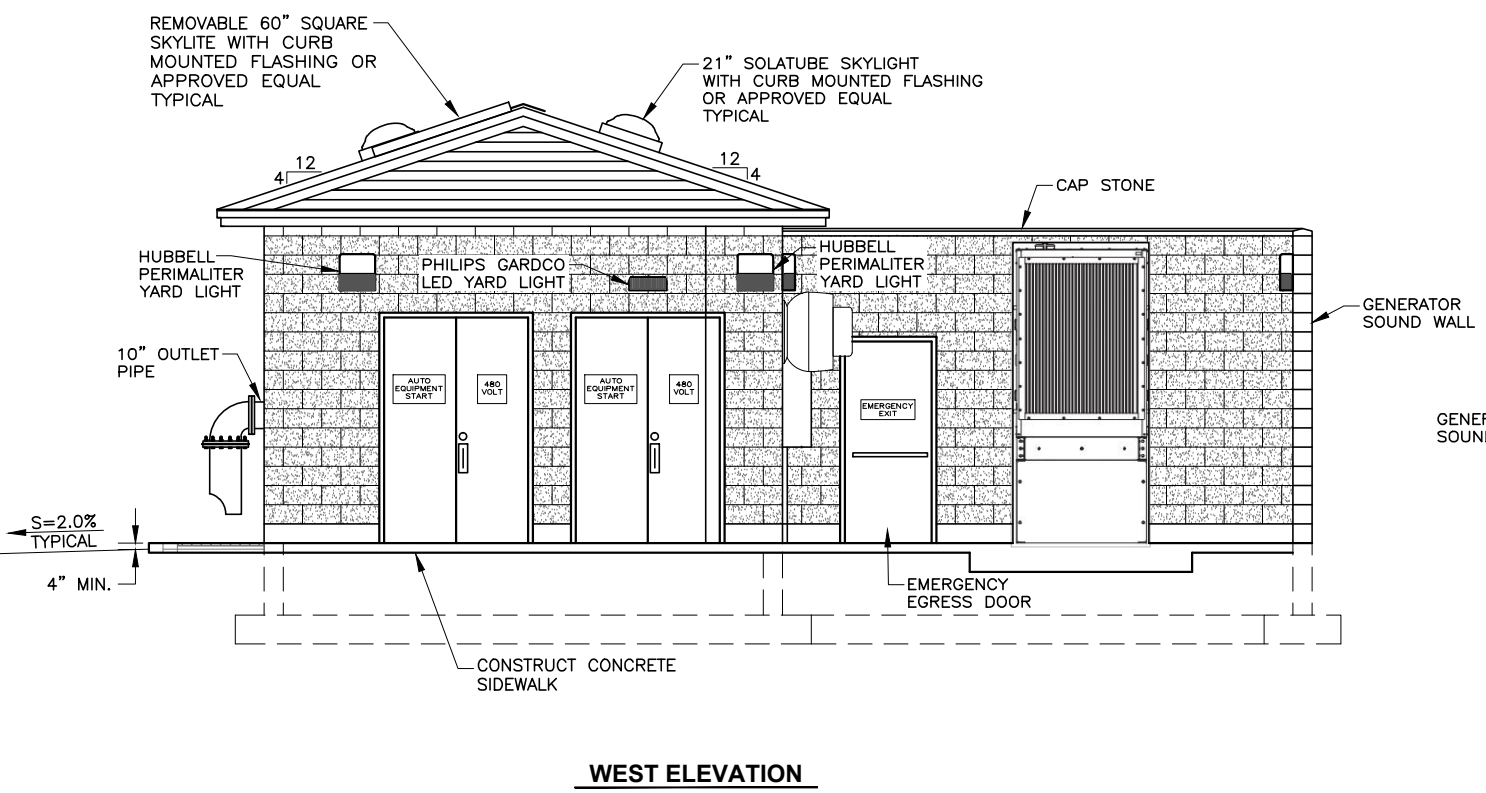 REMOVABLE 60" SQUARE
SKYLITE WITH CURB
MOUNTED FLASHING OR
APPROVED EQUAL
TYPICAL
21" SOLATUBE SKYLIGHT
WITH CURB MOUNTED FLASHING
OR APPROVED EQUAL
TYPICAL
12
4
12
4
CAP STONE
HUBBELL
PERIMALITER
YARD LIGHT
PHILIPS GARDCO
LED YARD LIGHT
HUBBELL
PERIMALITER
YARD LIGHT
GENERATOR
SOUND WALL
10" OUTLET
PIPE
AUTO
EQUIPMENT
START
480
VOLT
AUTO
EQUIPMENT
START
480
VOLT
EMERGENCY
EXIT
S=2.0%
TYPICAL
4" MIN.
EMERGENCY
EGRESS DOOR
CONSTRUCT CONCRETE
SIDEWALK
WEST ELEVATION